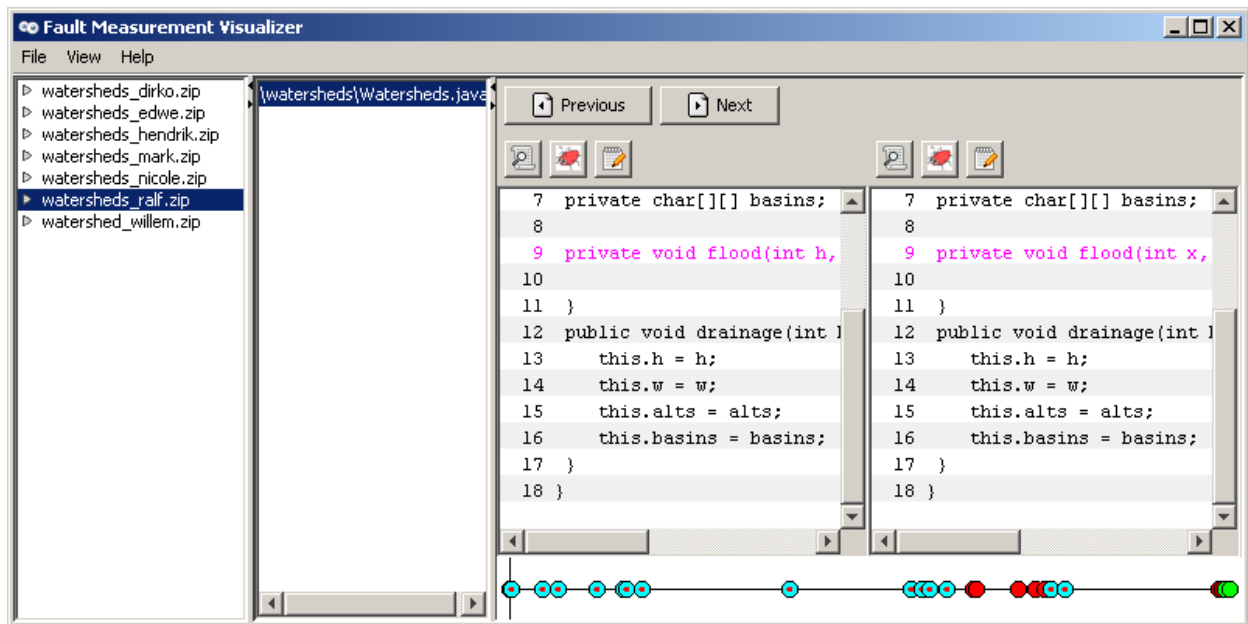 Fault Measurement Visualizer
File View Help
watersheds_dirko.zip
watersheds_edwe.zip
watersheds_hendrik.zip
watersheds_mark.zip
watersheds_nicole.zip
watersheds_ralf.zip
watershed_willem.zip
\watersheds\Watersheds.java
Previous Next
7 private char[][] basins;
8
9 private void flood(int h,
10
11 }
12 public void drainage(int
13 this.h = h;
14 this.w = w;
15 this.alts = alts;
16 this.basins = basins;
17 }
18 }
7 private char[][] basins;
8
9 private void flood(int x,
10
11 }
12 public void drainage(int
13 this.h = h;
14 this.w = w;
15 this.alts = alts;
16 this.basins = basins;
17 }
18 }